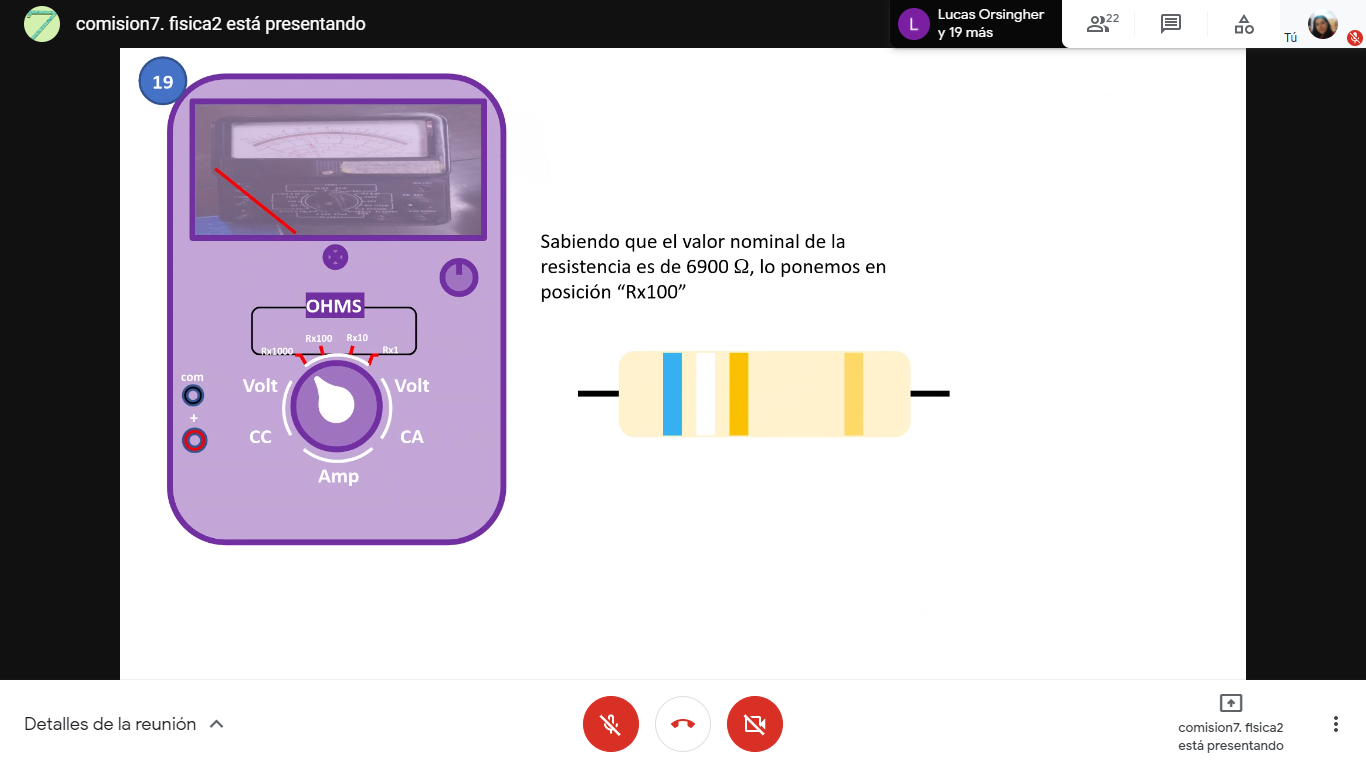 comision7. fisica2 está presentando
L
Lucas Orsingher
y 19 más
22
Tú
19
Sabiendo que el valor nominal de la
resistencia es de 6900 Ω, lo ponemos en
posición “Rx100”
OHMS
Rx1000 Rx100 Rx10 Rx1
com
+
Volt Volt
CC CA
Amp
Detalles de la reunión
comision7. fisica2
está presentando